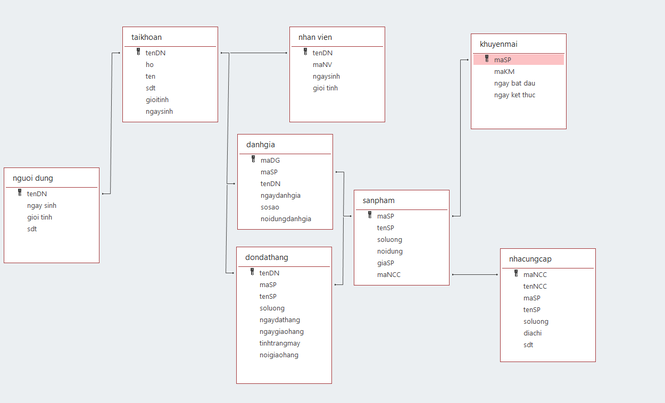 taikhoan
tenDN
ho
ten
sdt
gioitinh
ngaysinh
nhan vien
tenDN
maNV
ngaysinh
gioi tinh
khuyenmai
maSP
maKM
ngay bat dau
ngay ket thuc
nguoi dung
tenDN
ngay sinh
gioi tinh
sdt
danhgia
maDG
maSP
tenDN
ngaydanhgia
sosao
noidungdanhgia
sanpham
maSP
tenSP
soluong
noidung
giaSP
maNCC
dondathang
tenDN
maSP
tenSP
soluong
ngaydathang
ngaygiaohang
tinhtrangmay
noigiaohang
nhacungcap
maNCC
tenNCC
maSP
tenSP
soluong
diachi
sdt